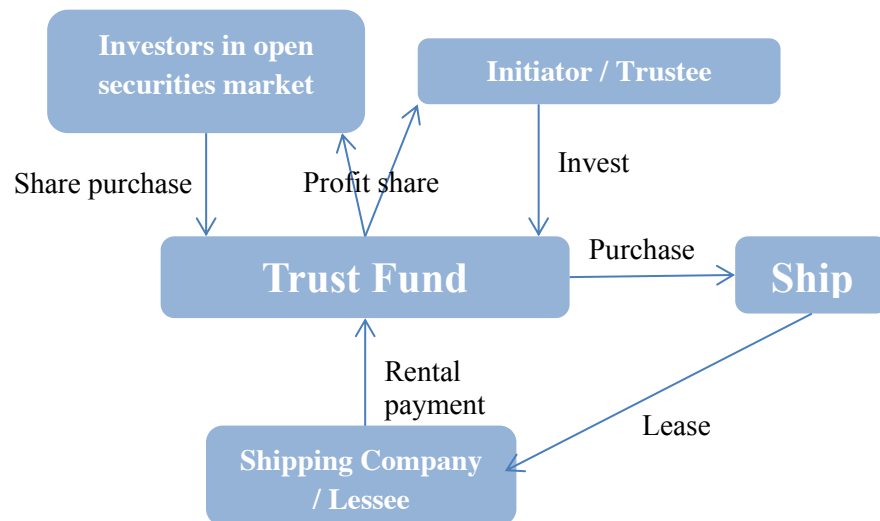 Investors in open
securities market
Initiator / Trustee
Share purchase
Profit share
Invest
Trust Fund
Purchase
Ship
Rental
payment
Lease
Shipping Company
/ Lessee